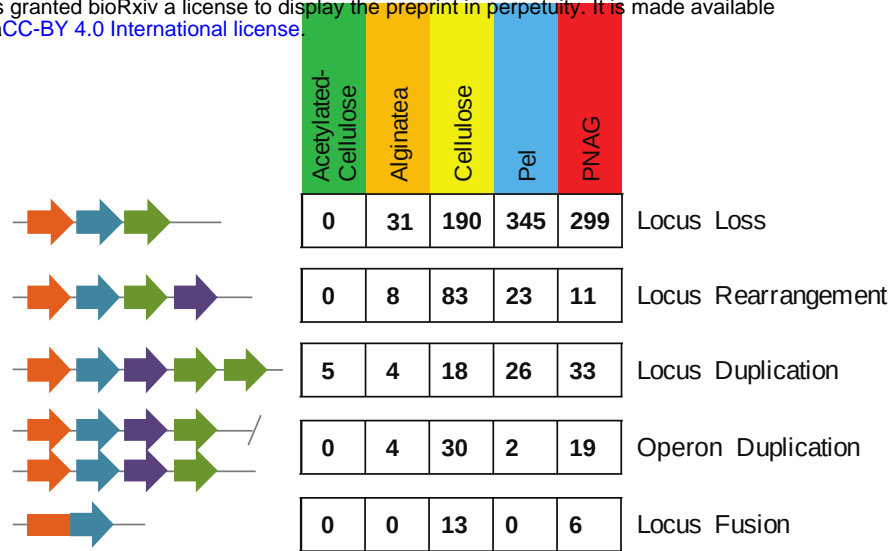 s granted bioRxiv a license to display the preprint in perpetuity. It is made available
aCC-BY 4.0 International license.
Acetylated-
Cellulose
Alginatea
Cellulose
Pel
PNAG
0 31 190 345 299 Locus Loss
0 8 83 23 11 Locus Rearrangement
5 4 18 26 33 Locus Duplication
0 4 30 2 19 Operon Duplication
0 0 13 0 6 Locus Fusion